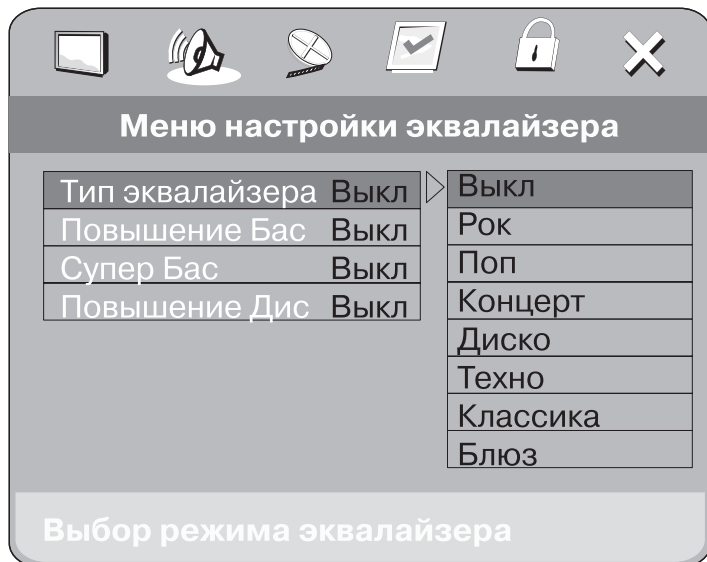 Меню настройки эквалайзера
Тип эквалайзера Выкл
Повышение Бас Выкл
Супер Бас Выкл
Повышение Дис Выкл
Выкл
Рок
Поп
Концерт
Диско
Техно
Классика
Блюз
Выбор режима эквалайзера